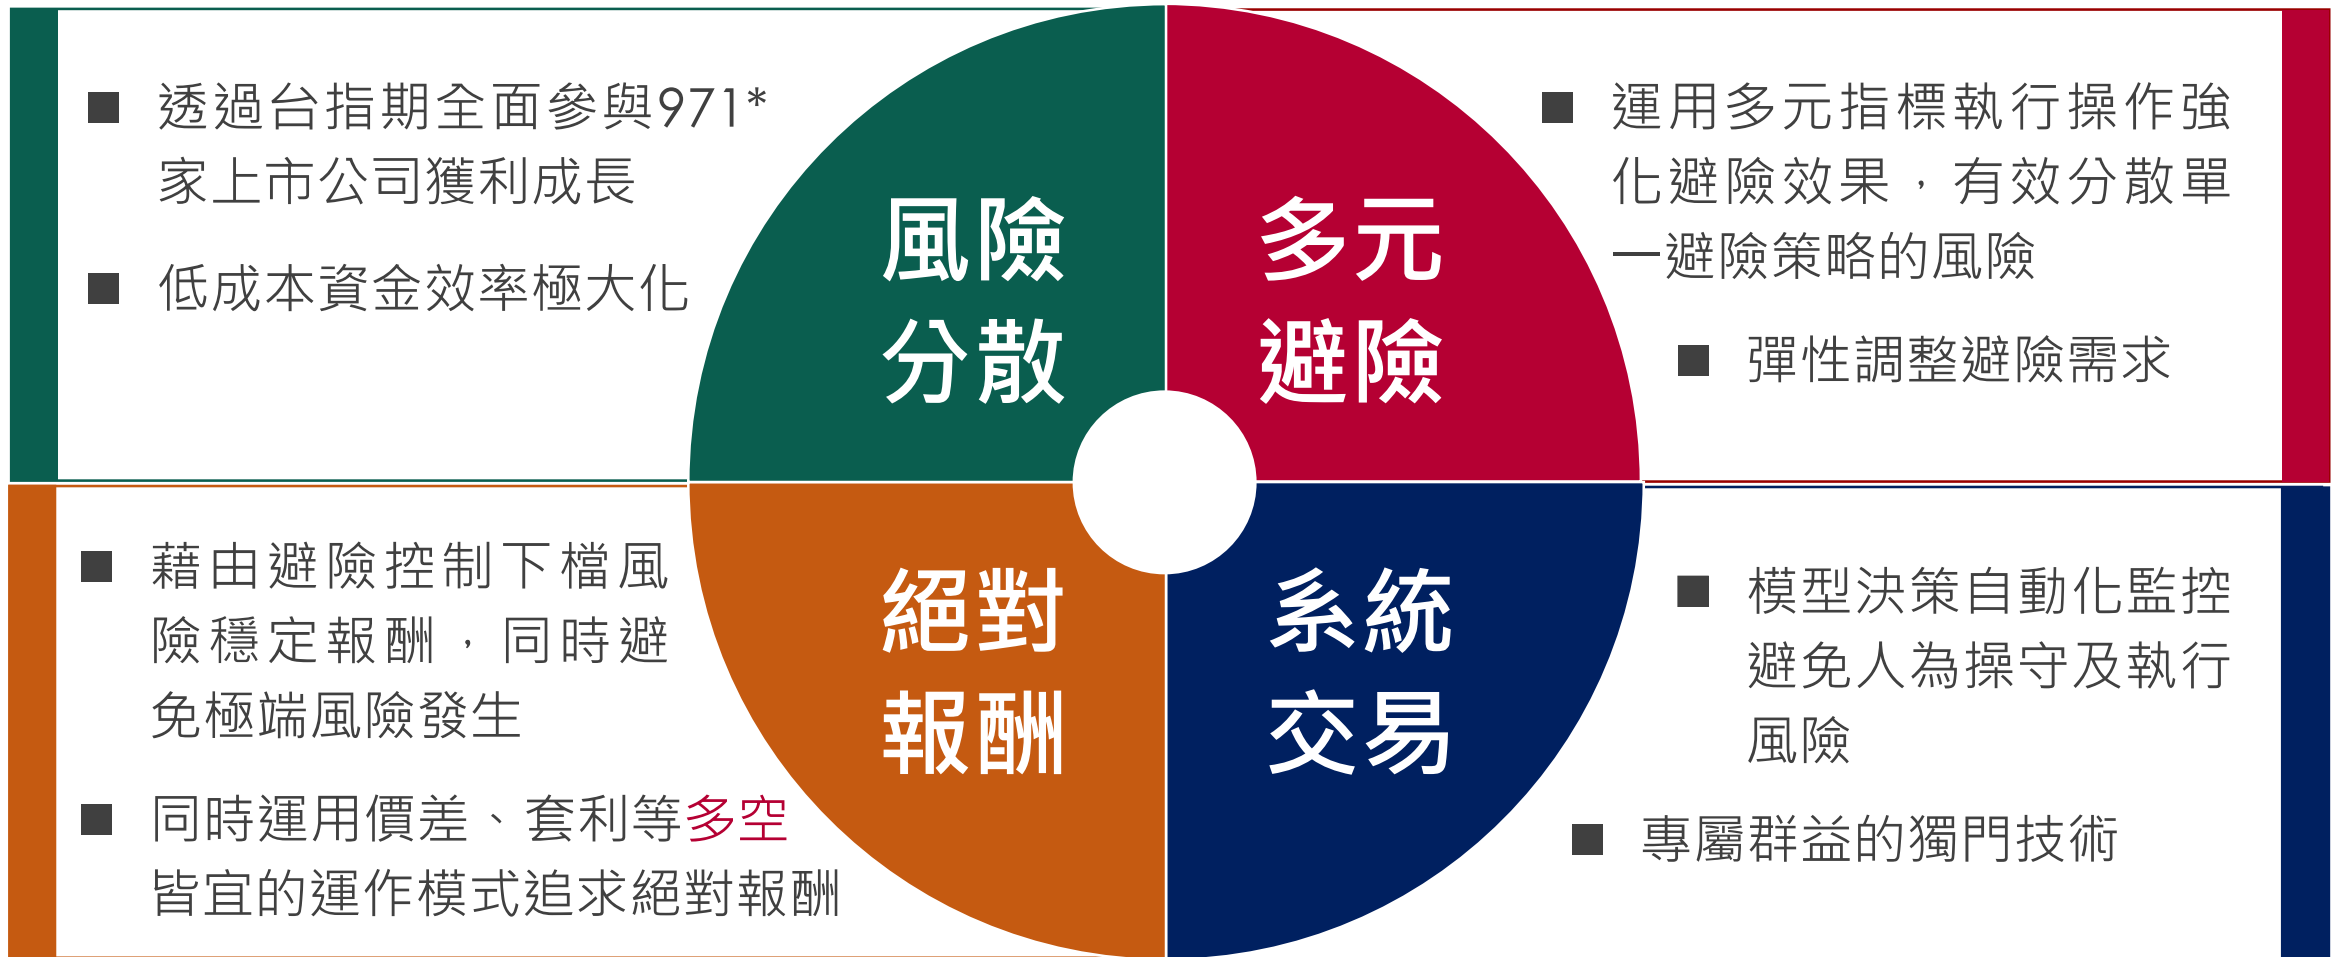 透過台指期全面參與971*
家上市公司獲利成長
低成本資金效率極大化
風險
分散
多元
避險
運用多元指標執行操作強
化避險效果，有效分散單
一避險策略的風險
彈性調整避險需求
藉由避險控制下檔風
險穩定報酬，同時避
免極端風險發生
同時運用價差、套利等多空
皆宜的運作模式追求絕對報酬
絕對
報酬
系統
交易
模型決策自動化監控
避免人為操守及執行
風險
專屬群益的獨門技術